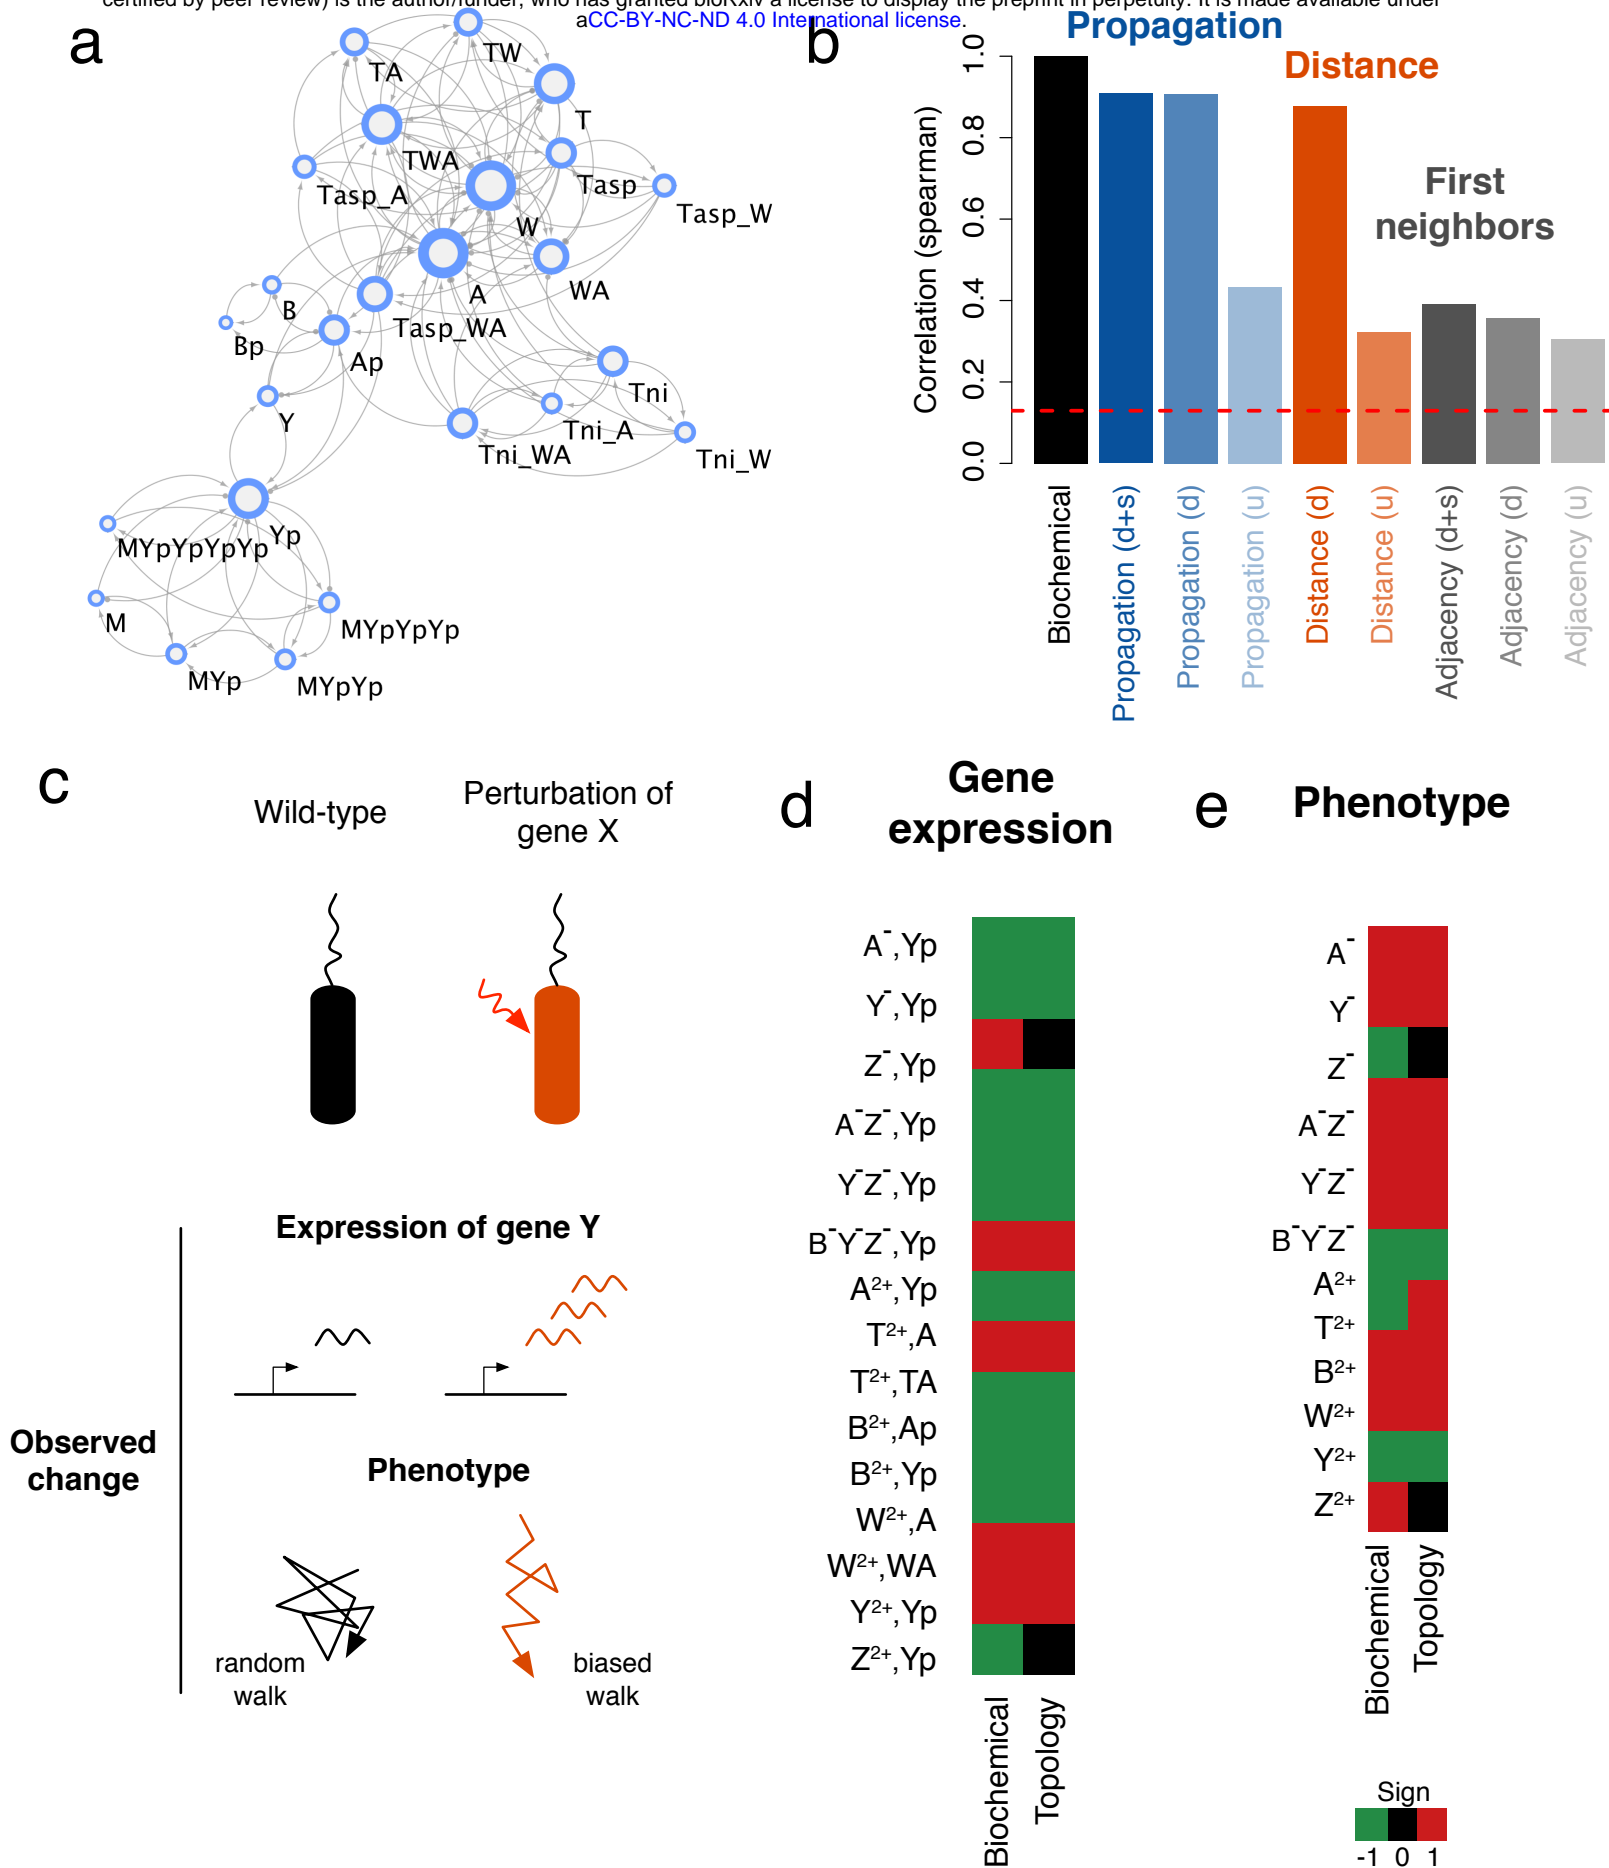 certified by peer review) is the author/funder, who has granted bioRxiv a license to display the preprint in perpetuity. It is made available under
aCC-BY-NC-ND 4.0 International license.
a
TW
TA
T
TWA
Tasp
Tasp_A
Tasp_W
W
A
WA
B
Tasp_WA
Bp
Ap
Tni
Y
Tni_A
Tni_WA
Tni_W
Yp
MYpYpYpYp
M
MYpYpYp
MYp
MYpYp
b
Propagation
Distance
First
neighbors
Correlation (spearman)
1.0
0.8
0.6
0.4
0.2
0.0
Biochemical
Propagation (d+s)
Propagation (d)
Propagation (u)
Distance (d)
Distance (u)
Adjacency (d+s)
Adjacency (d)
Adjacency (u)
c
Wild-type
Perturbation of
gene X
Expression of gene Y
Observed
change
Phenotype
random
walk
biased
walk
d
Gene
expression
A⁻,Yp
Y⁻,Yp
Z⁻,Yp
A⁻Z⁻,Yp
Y⁻Z⁻,Yp
B⁻Y⁻Z⁻,Yp
A²⁺,Yp
T²⁺,A
T²⁺,TA
B²⁺,Ap
B²⁺,Yp
W²⁺,A
W²⁺,WA
Y²⁺,Yp
Z²⁺,Yp
Biochemical
Topology
e
Phenotype
A⁻
Y⁻
Z⁻
A⁻Z⁻
Y⁻Z⁻
B⁻Y⁻Z⁻
A²⁺
T²⁺
B²⁺
W²⁺
Y²⁺
Z²⁺
Biochemical
Topology
Sign
-1 0 1